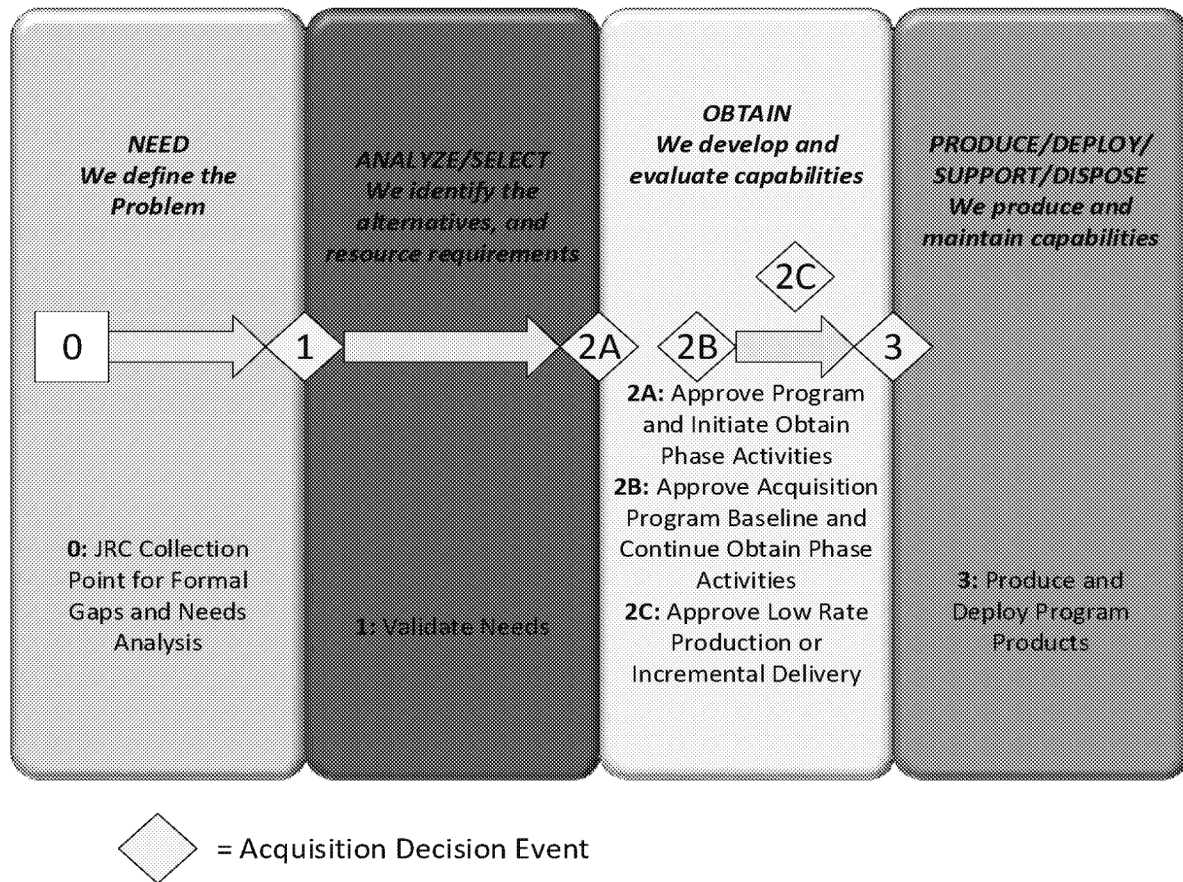 NEED
We define the
Problem
ANALYZE/SELECT
We identify the
alternatives, and
resource requirements
OBTAIN
We develop and
evaluate capabilities
PRODUCE/DEPLOY/
SUPPORT/DISPOSE
We produce and
maintain capabilities
0
1
2A
2B
2C
3
0: JRC Collection
Point for Formal
Gaps and Needs
Analysis
1: Validate Needs
2A: Approve Program
and Initiate Obtain
Phase Activities
2B: Approve Acquisition
Program Baseline and
Continue Obtain Phase
Activities
2C: Approve Low Rate
Production or
Incremental Delivery
3: Produce and
Deploy Program
Products
= Acquisition Decision Event